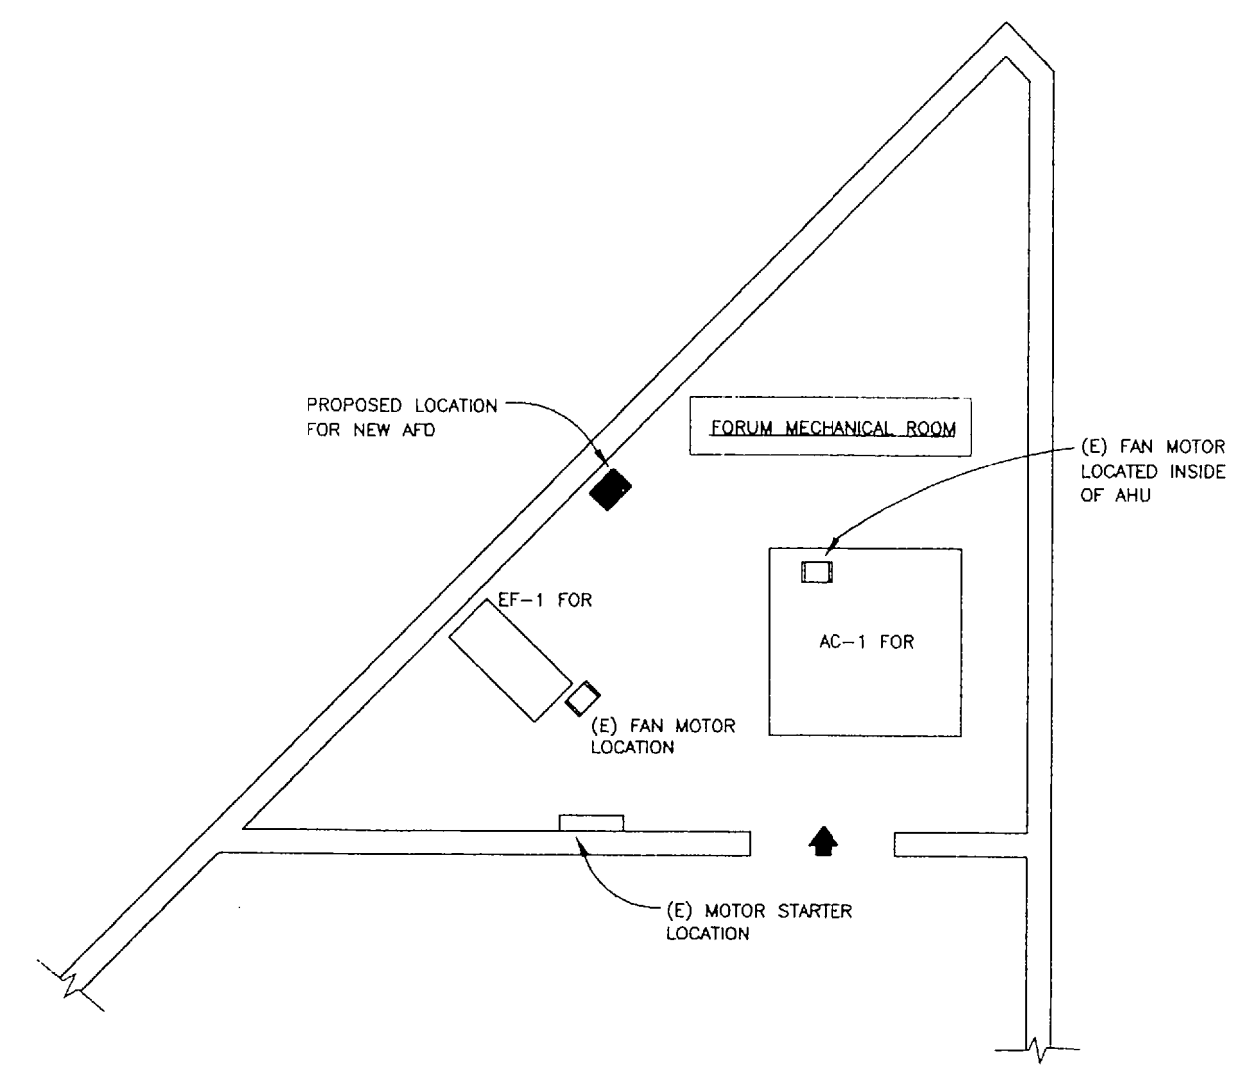 PROPOSED LOCATION
FOR NEW AFD
FORUM MECHANICAL ROOM
(E) FAN MOTOR
LOCATED INSIDE
OF AHU
EF-1 FOR
AC-1 FOR
(E) FAN MOTOR
LOCATION
(E) MOTOR STARTER
LOCATION